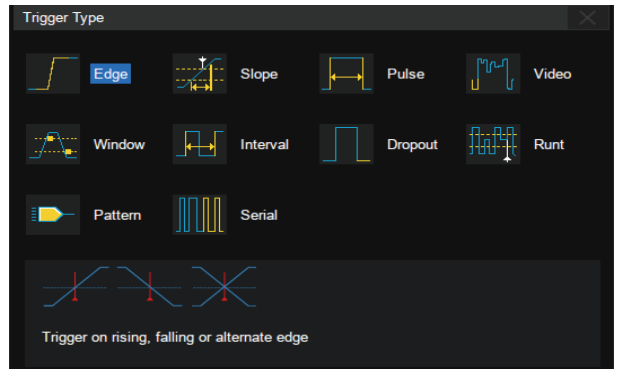 Trigger Type
Edge Slope Pulse Video
Window Interval Dropout Runt
Pattern Serial
Trigger on rising, falling or alternate edge